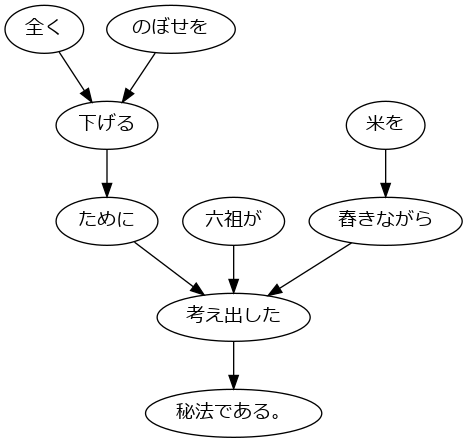 全く
のぼせを
下げる
米を
ために
六祖が
舂きながら
考え出した
秘法である。